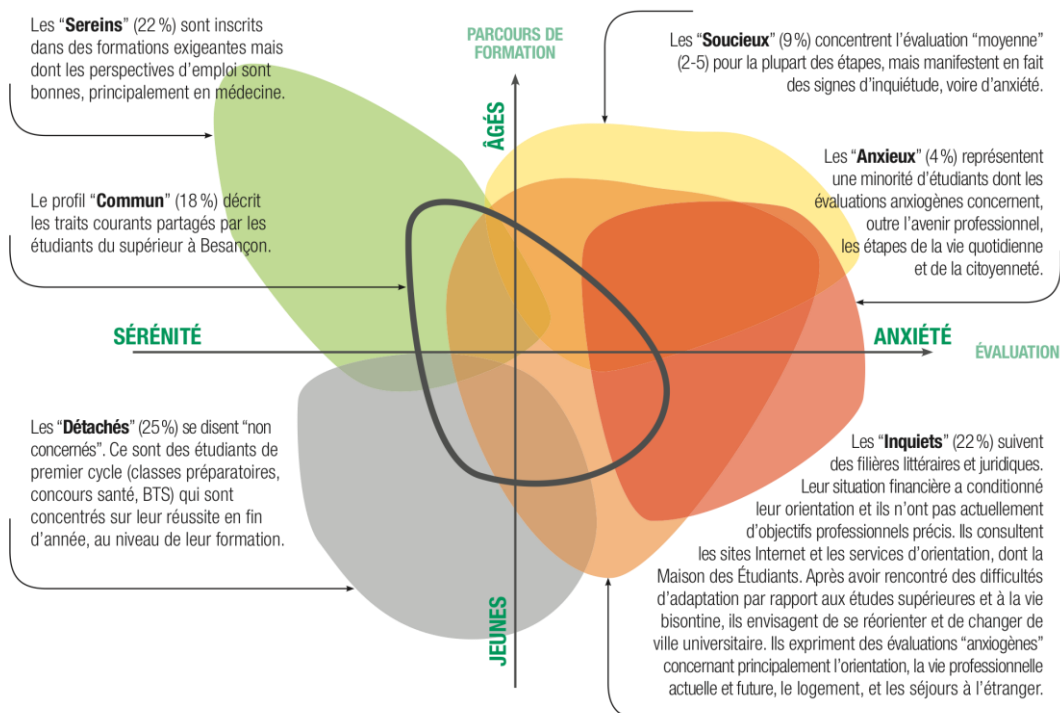 Les “Sereins” (22 %) sont inscrits
dans des formations exigeantes mais
dont les perspectives d’emploi sont
bonnes, principalement en médecine.
PARCOURS DE
FORMATION
Les “Soucieux” (9 %) concentrent l’évaluation “moyenne”
(2-5) pour la plupart des étapes, mais manifestent en fait
des signes d’inquiétude, voire d’anxiété.
ÂGÉS
Le profil “Commun” (18 %) décrit
les traits courants partagés par les
étudiants du supérieur à Besançon.
Les “Anxieux” (4 %) représentent
une minorité d’étudiants dont les
évaluations anxiogènes concernent,
outre l’avenir professionnel,
les étapes de la vie quotidienne
et de la citoyenneté.
SÉRÉNITÉ
ANXIÉTÉ
ÉVALUATION
Les “Détachés” (25 %) se disent “non
concernés”. Ce sont des étudiants de
premier cycle (classes préparatoires,
concours santé, BTS) qui sont
concentrés sur leur réussite en fin
d’année, au niveau de leur formation.
JEUNES
Les “Inquiets” (22 %) suivent
des filières littéraires et juridiques.
Leur situation financière a conditionné
leur orientation et ils n’ont pas actuellement
d’objectifs professionnels précis. Ils consultent
les sites Internet et les services d’orientation, dont la
Maison des Étudiants. Après avoir rencontré des difficultés
d’adaptation par rapport aux études supérieures et à la vie
bisontine, ils envisagent de se réorienter et de changer de
ville universitaire. Ils expriment des évaluations “anxiogènes”
concernant principalement l’orientation, la vie professionnelle
actuelle et future, le logement, et les séjours à l’étranger.